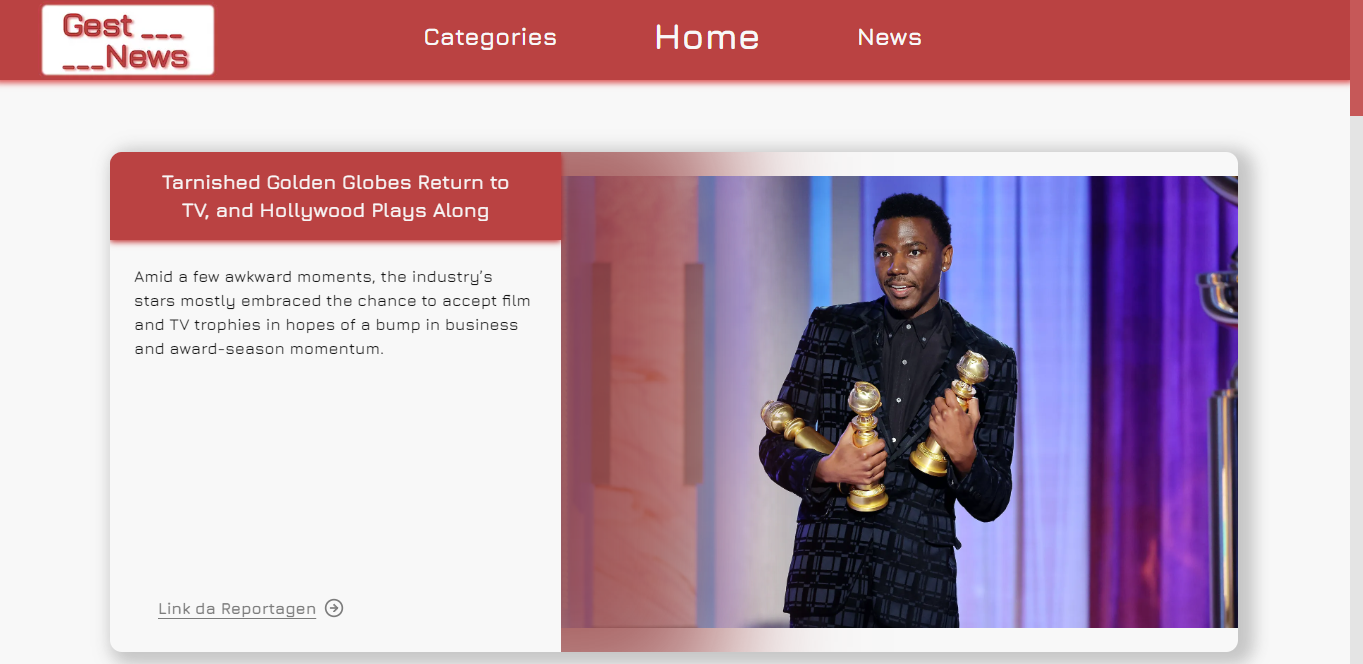 Gest ___
___News
Categories
Home
News
Tarnished Golden Globes Return to
TV, and Hollywood Plays Along
Amid a few awkward moments, the industry's
stars mostly embraced the chance to accept film
and TV trophies in hopes of a bump in business
and award-season momentum.
Link da Reportagen